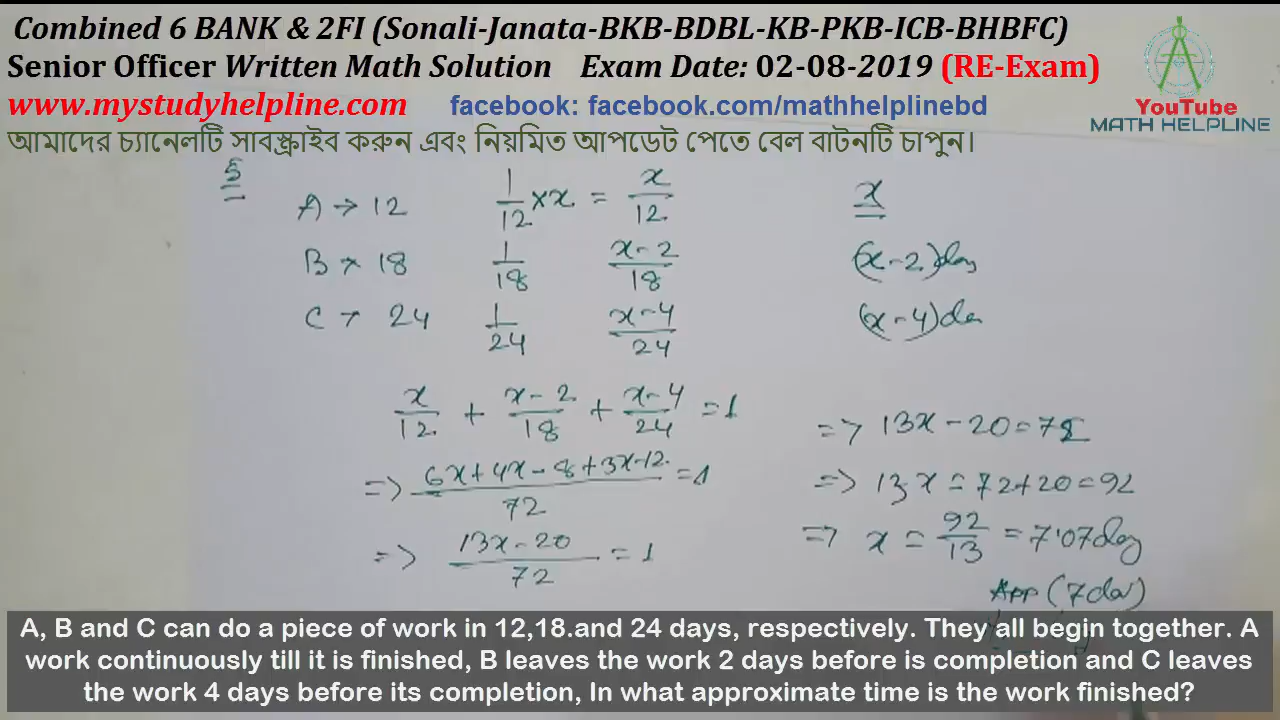 Combined 6 BANK & 2FI (Sonali-Janata-BKB-BDBL-KB-PKB-ICB-BHBFC)
Senior Officer Written Math Solution Exam Date: 02-08-2019 (RE-Exam)
www.mystudyhelpline.com facebook: facebook.com/mathhelplinebd
YouTube
MATH HELPLINE
আমাদের চ্যানেলটি সাবস্ক্রাইব করুন এবং নিয়মিত আপডেট পেতে বেল বাটনটি চাপুন।
5
A → 12 1/12 × x = x/12 x
B → 18 1/18 x-2/18 (x-2)day
C → 24 1/24 x-4/24 (x-4)da
x/12 + x-2/18 + x-4/24 = 1
=> 6x+4x-8+3x-12/72 = 1
=> 13x-20/72 = 1
=> 13x-20=72
=> 13x = 72+20 = 92
=> x = 92/13 = 7.07day
App (7da)
A, B and C can do a piece of work in 12,18.and 24 days, respectively. They all begin together. A
work continuously till it is finished, B leaves the work 2 days before is completion and C leaves
the work 4 days before its completion, In what approximate time is the work finished?